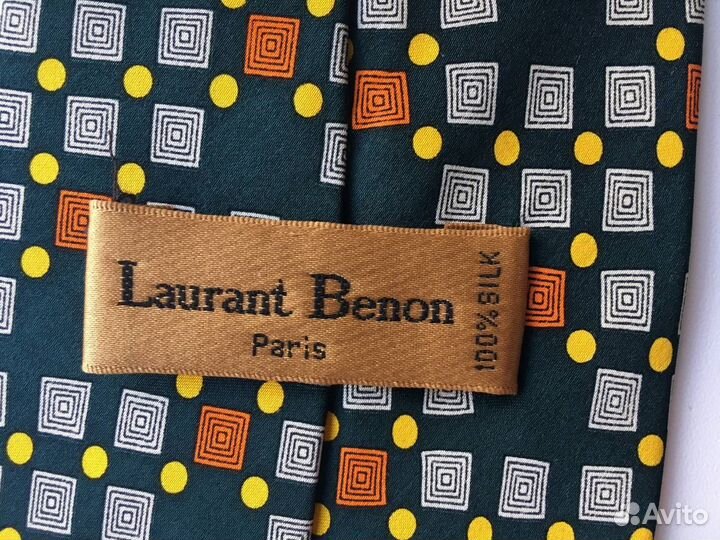 Laurant Benon
Paris
100% SILK
Avito